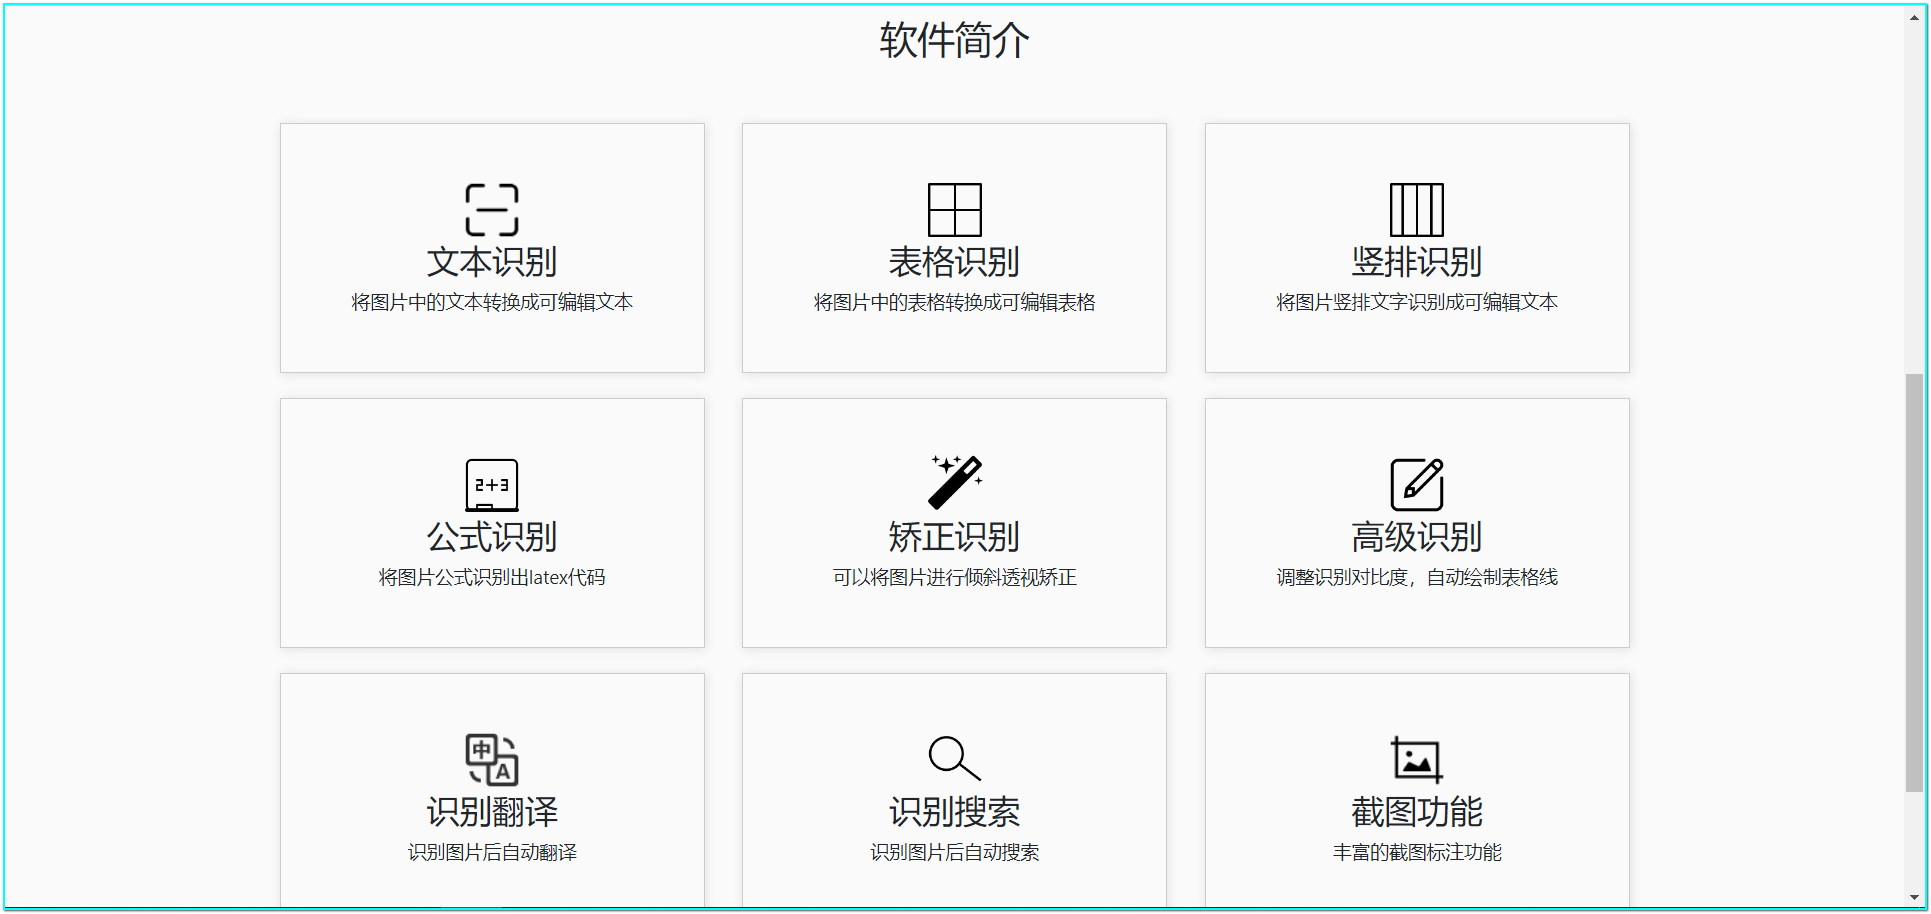 软件简介
文本识别
将图片中的文本转换成可编辑文本
表格识别
将图片中的表格转换成可编辑表格
竖排识别
将图片竖排文字识别成可编辑文本
2+3
公式识别
将图片公式识别出latex代码
矫正识别
可以将图片进行倾斜透视矫正
高级识别
调整识别对比度，自动绘制表格线
中
A
识别翻译
识别图片后自动翻译
识别搜索
识别图片后自动搜索
截图功能
丰富的截图标注功能